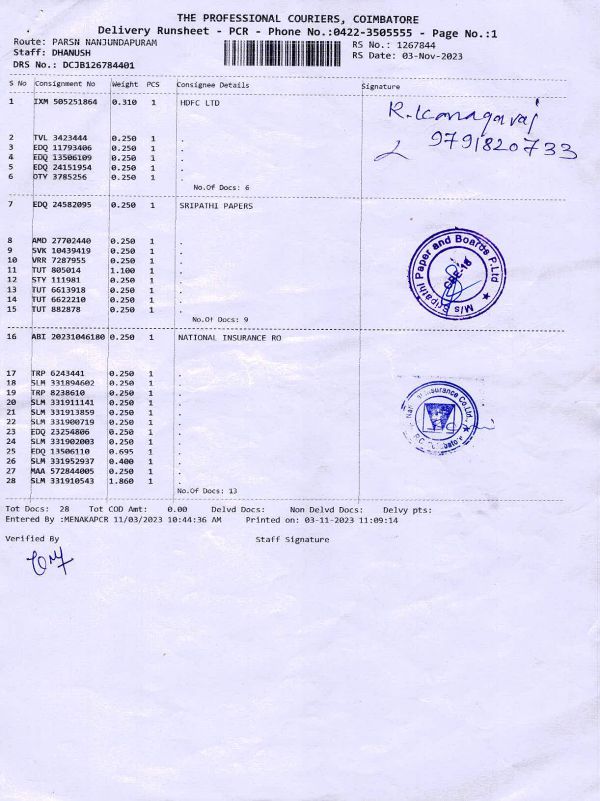 THE PROFESSIONAL COURIERS, COIMBATORE
Delivery Runsheet - PCR - Phone No.:0422-3505555 - Page No.:1
Route: PARSN NANJUNDAPURAM RS No.: 1267844
Staff: DHANUSH RS Date: 03-Nov-2023
DRS No.: DCJB126784401
S No Consignment No Weight PCS Consignee Details Signature
1 IXM 505251864 0.310 1 HDFC LTD
R. Kanagaraj
9791820733
2 TVL 3423444 0.250 1 .
3 EDQ 11793406 0.250 1 .
4 EDQ 13506109 0.250 1 .
5 EDQ 24151954 0.250 1 .
6 OTY 3785256 0.250 1 .
No.Of Docs: 6
7 EDQ 24582095 0.250 1 SRIPATHI PAPERS
8 AMD 27702440 0.250 1 .
9 SVK 10439419 0.250 1 .
10 VRR 7287955 0.250 1 .
11 TUT 805014 1.100 1 .
12 STY 111981 0.250 1 .
13 TUT 6613918 0.250 1 .
14 TUT 6622210 0.250 1 .
15 TUT 882878 0.250 1 .
No.Of Docs: 9
M/s Sripathi Paper and Boards P.Ltd
CBE-18
16 ABI 20231046180 0.250 1 NATIONAL INSURANCE RO
17 TRP 6243441 0.250 1 .
18 SLM 331894602 0.250 1 .
19 TRP 8238610 0.250 1 .
20 SLM 331911141 0.250 1 .
21 SLM 331913859 0.250 1 .
22 SLM 331900719 0.250 1 .
23 EDQ 23254806 0.250 1 .
24 SLM 331902003 0.250 1 .
25 EDQ 13506110 0.695 1 .
26 SLM 331952937 0.400 1 .
27 MAA 572844005 0.250 1 .
28 SLM 331910543 1.860 1 .
No.Of Docs: 13
Insurance Co.Ltd.
Tot Docs: 28 Tot COD Amt: 0.00 Delvd Docs: Non Delvd Docs: Delvy pts:
Entered By :MENAKAPCR 11/03/2023 10:44:36 AM Printed on: 03-11-2023 11:09:14
Verified By Staff Signature